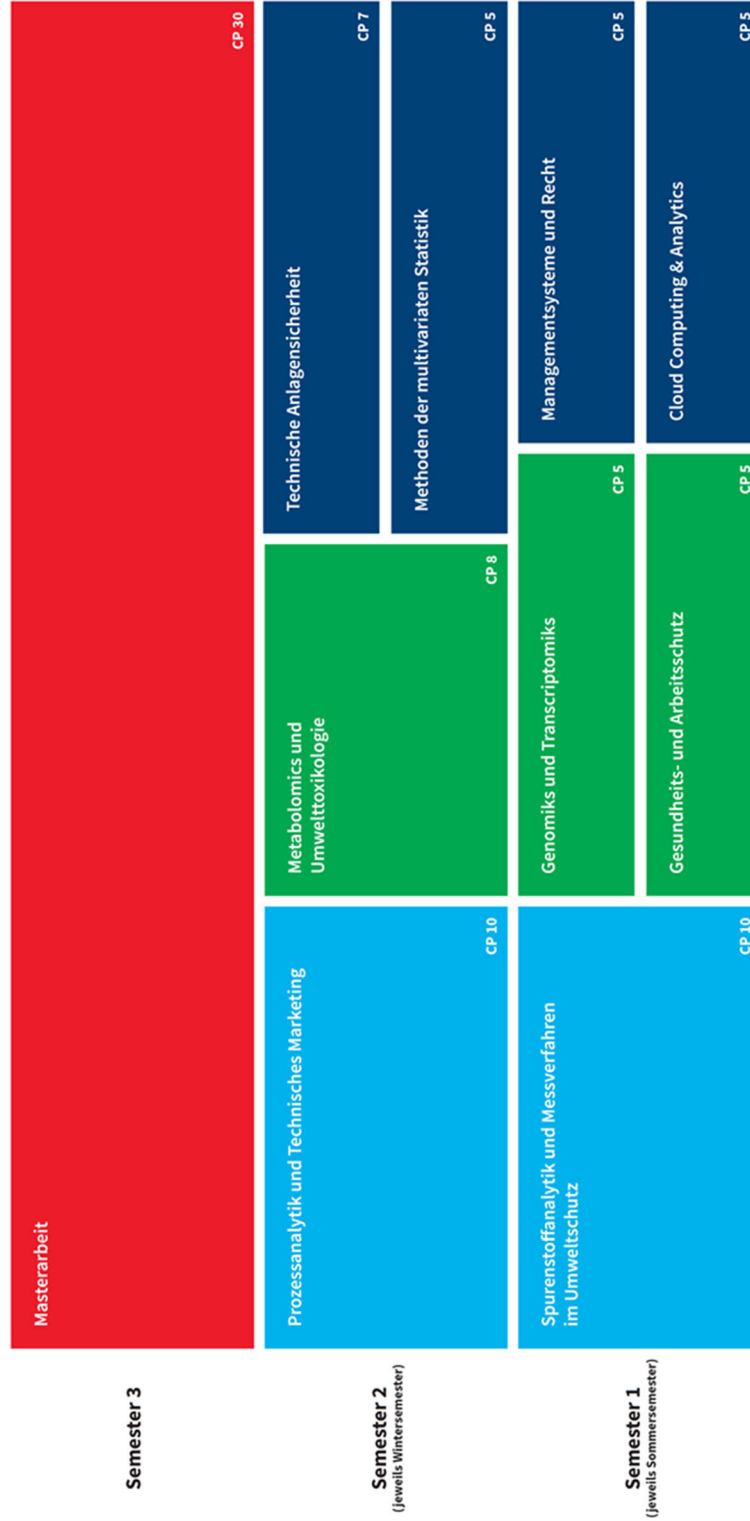 Semester 3
Masterarbeit
CP 30
Semester 2
(jeweils Wintersemester)
Prozessanalytik und Technisches Marketing
CP 10
Metabolomics und
Umwelttoxikologie
CP 8
Technische Anlagensicherheit
CP 7
Methoden der multivariaten Statistik
CP 5
Semester 1
(jeweils Sommersemester)
Spurenstoffanalytik und Messverfahren
im Umweltschutz
CP 10
Genomiks und Transcriptomiks
CP 5
Gesundheits- und Arbeitsschutz
CP 5
Managementsysteme und Recht
CP 5
Cloud Computing & Analytics
CP 5